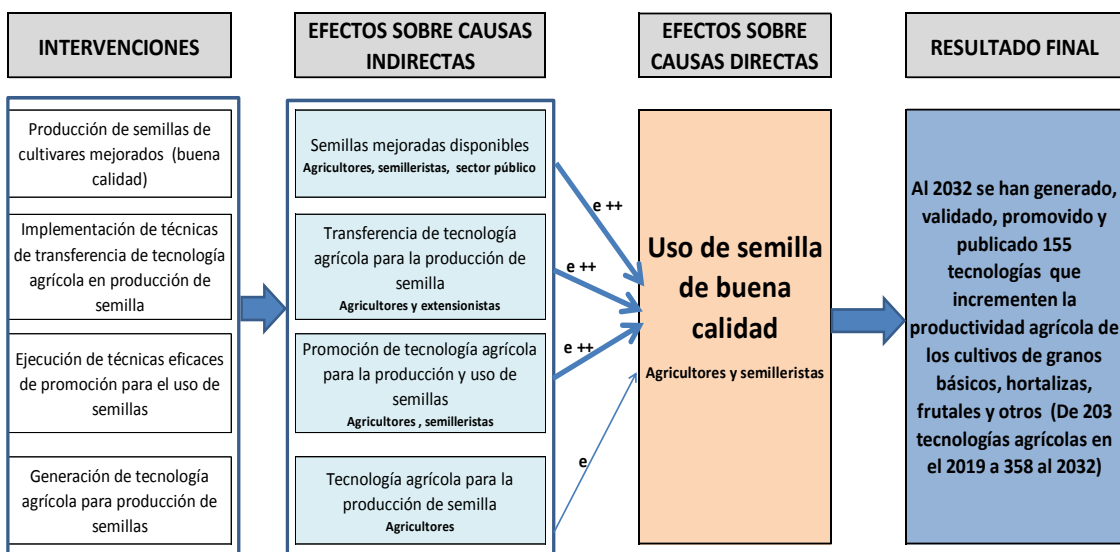 INTERVENCIONES
EFECTOS SOBRE CAUSAS
INDIRECTAS
EFECTOS SOBRE
CAUSAS DIRECTAS
RESULTADO FINAL
Producción de semillas de
cultivares mejorados (buena
calidad)
Implementación de técnicas
de transferencia de tecnología
agrícola en producción de
semilla
Ejecución de técnicas eficaces
de promoción para el uso de
semillas
Generación de tecnología
agrícola para producción de
semillas
Semillas mejoradas disponibles
Agricultores, semilleristas, sector público
Transferencia de tecnología
agrícola para la producción de
semilla
Agricultores y extensionistas
Promoción de tecnología agrícola
para la producción y uso de
semillas
Agricultores , semilleristas
Tecnología agrícola para la
producción de semilla
Agricultores
e ++
e ++
e ++
e
Uso de semilla
de buena
calidad
Agricultores y semilleristas
Al 2032 se han generado,
validado, promovido y
publicado 155
tecnologías que
incrementen la
productividad agrícola de
los cultivos de granos
básicos, hortalizas,
frutales y otros (De 203
tecnologías agrícolas en
el 2019 a 358 al 2032)